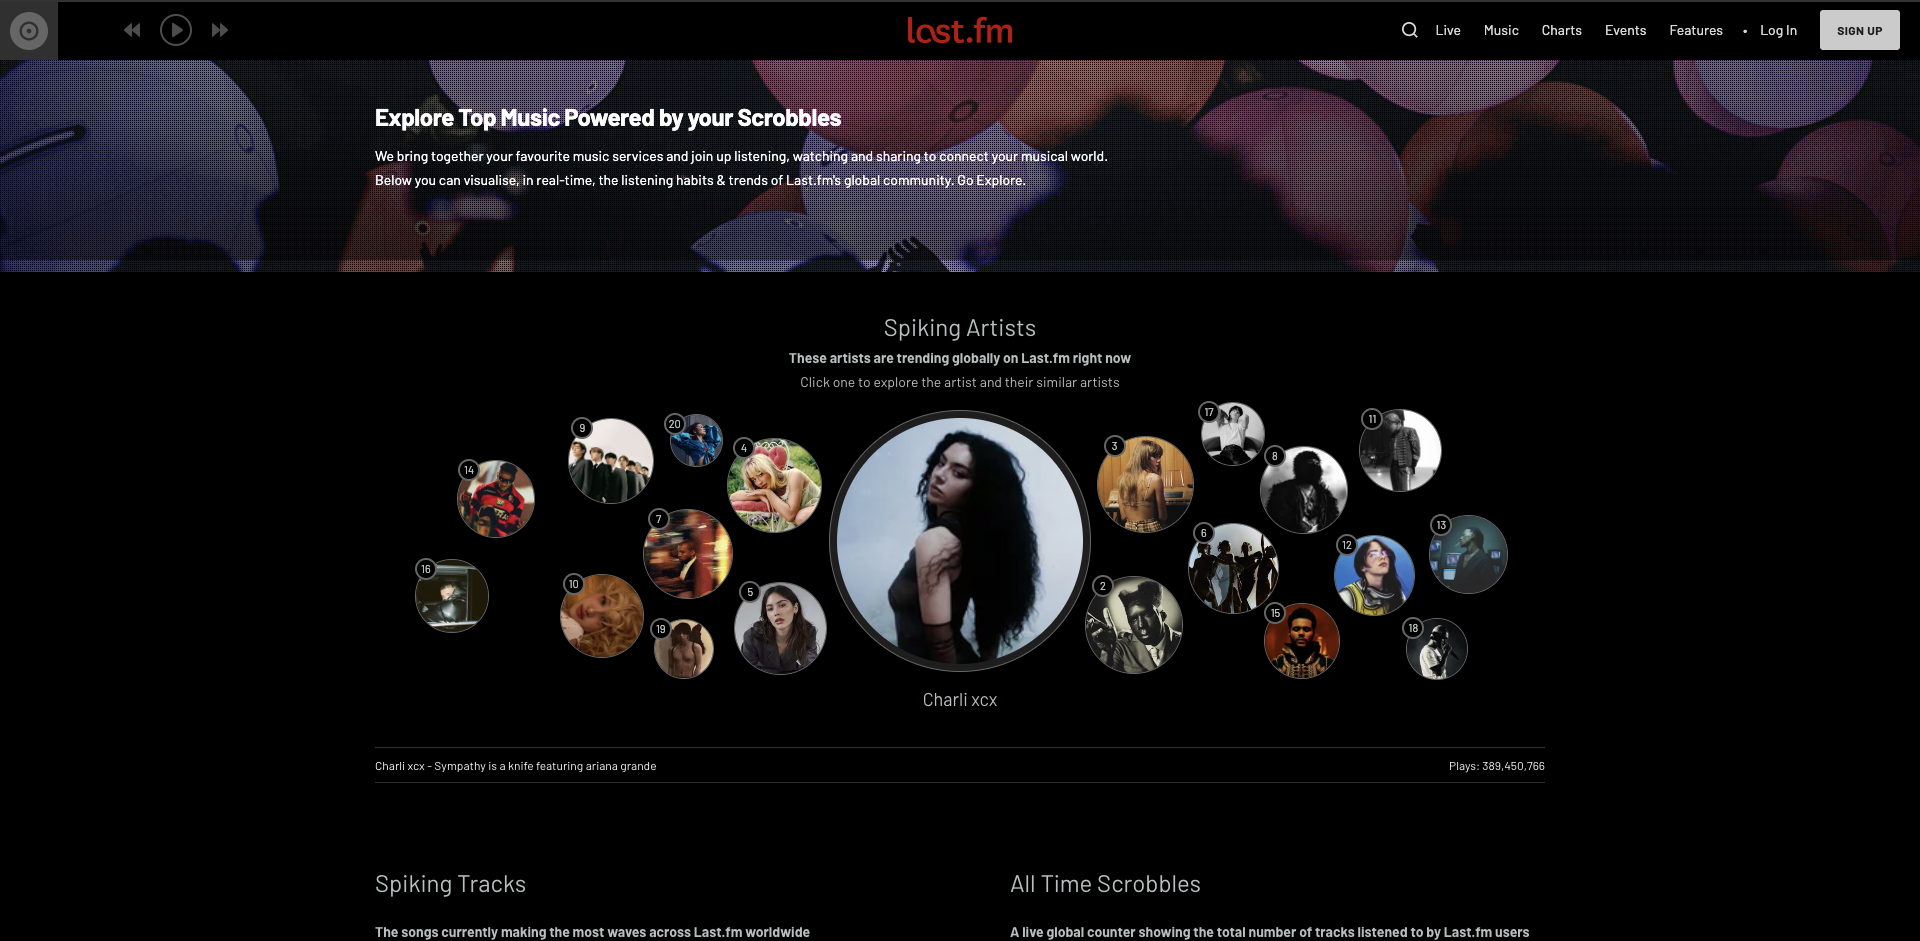 last.fm
Live
Music
Charts
Events
Features
•
Log In
SIGN UP
Explore Top Music Powered by your Scrobbles
We bring together your favourite music services and join up listening, watching and sharing to connect your musical world.
Below you can visualise, in real-time, the listening habits & trends of Last.fm's global community. Go Explore.
Spiking Artists
These artists are trending globally on Last.fm right now
Click one to explore the artist and their similar artists
17
11
9
20
4
3
8
14
7
13
6
12
16
10
5
2
15
19
18
Charli xcx
Charli xcx - Sympathy is a knife featuring ariana grande
Plays: 389,450,766
Spiking Tracks
All Time Scrobbles
The songs currently making the most waves across Last.fm worldwide
A live global counter showing the total number of tracks listened to by Last.fm users